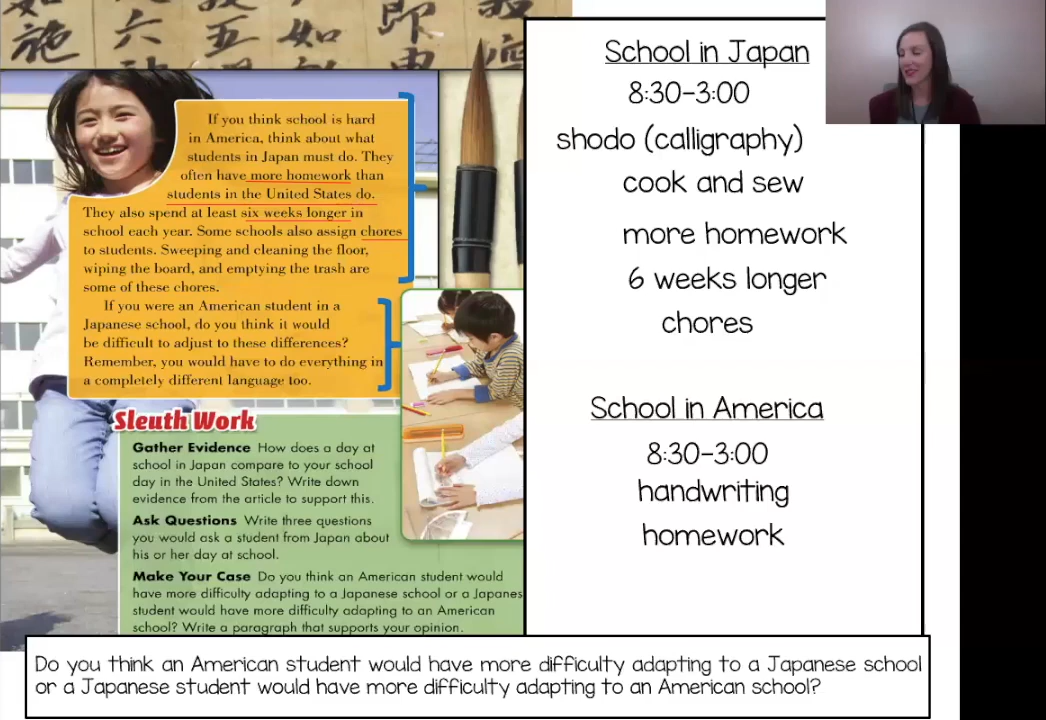 如
施
六
五
如
即
School in Japan
8:30-3:00
shodo (calligraphy)
cook and sew
more homework
6 weeks longer
chores
School in America
8:30-3:00
handwriting
homework
If you think school is hard
in America, think about what
students in Japan must do. They
often have more homework than
students in the United States do.
They also spend at least six weeks longer in
school each year. Some schools also assign chores
to students. Sweeping and cleaning the floor,
wiping the board, and emptying the trash are
some of these chores.
If you were an American student in a
Japanese school, do you think it would
be difficult to adjust to these differences?
Remember, you would have to do everything in
a completely different language too.
Sleuth Work
Gather Evidence How does a day at
school in Japan compare to your school
day in the United States? Write down
evidence from the article to support this.
Ask Questions Write three questions
you would ask a student from Japan about
his or her day at school.
Make Your Case Do you think an American student would
have more difficulty adapting to a Japanese school or a Japanes
student would have more difficulty adapting to an American
school? Write a paragraph that supports your opinion.
Do you think an American student would have more difficulty adapting to a Japanese school
or a Japanese student would have more difficulty adapting to an American school?